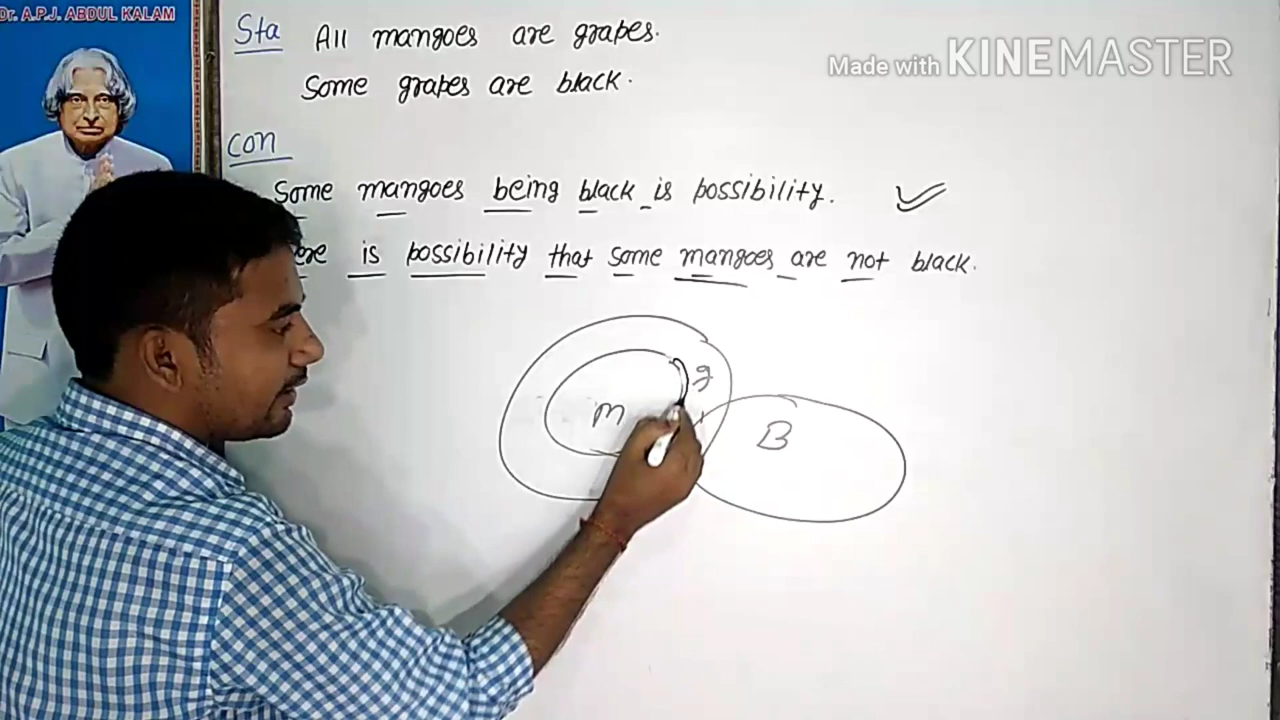 Dr. A.P.J. ABDUL KALAM
Sta All mangoes are grapes.
Made with KINEMASTER
Some grapes are black.
Con
Some mangoes being black is possibility.
is possibility that some mangoes are not black.
g
m
B